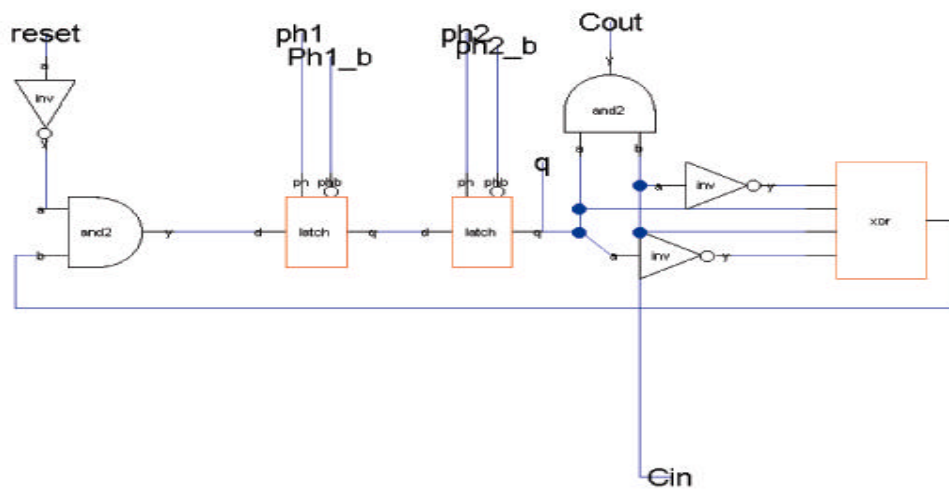 reset
ph1
Ph1_b
ph2
ph2_b
Cout
a
inv
y
y
and2
a
b
q
ph
phb
ph
phb
a
inv
y
a
and2
b
y
d
latch
q
d
latch
q
xor
a
inv
y
Cin